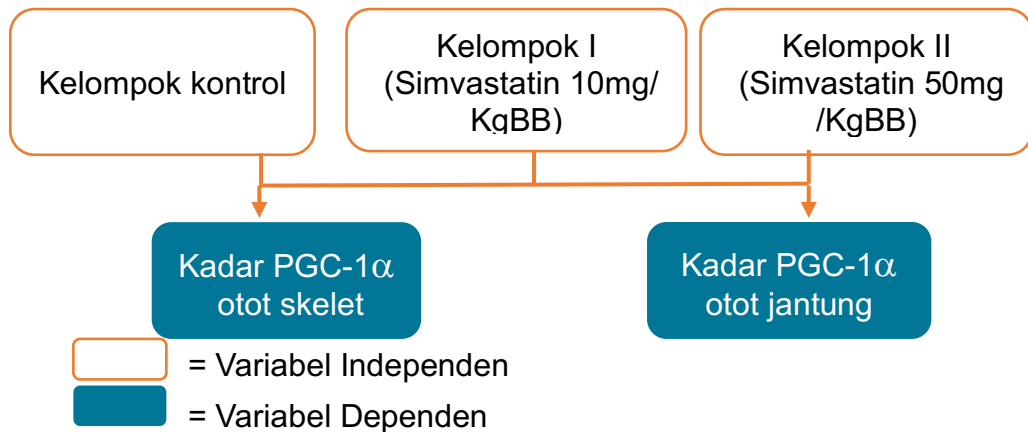 Kelompok kontrol
Kelompok I
(Simvastatin 10mg/
KgBB)
Kelompok II
(Simvastatin 50mg
/KgBB)
Kadar PGC-1α
otot skelet
Kadar PGC-1α
otot jantung
= Variabel Independen
= Variabel Dependen